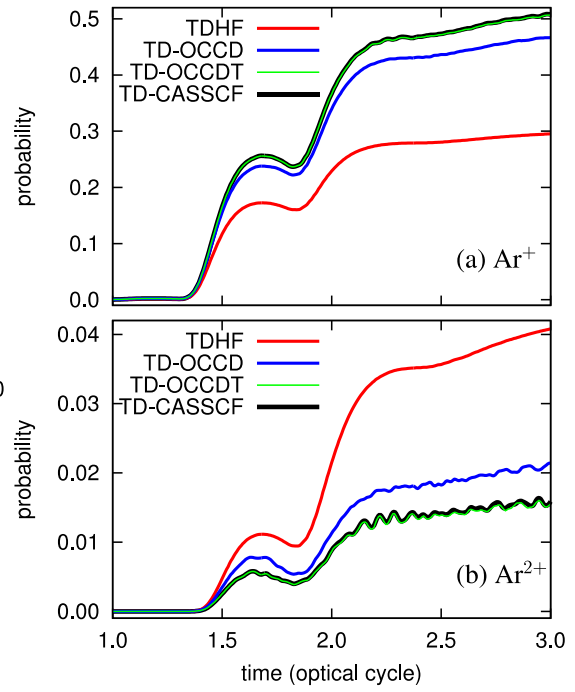 0.5
0.4
0.3
0.2
0.1
0.0
probability
TDHF
TD-OCCD
TD-OCCDT
TD-CASSCF
(a) Ar⁺
0.04
0.03
0.02
0.01
0.00
0
probability
TDHF
TD-OCCD
TD-OCCDT
TD-CASSCF
(b) Ar²⁺
1.0 1.5 2.0 2.5 3.0
time (optical cycle)